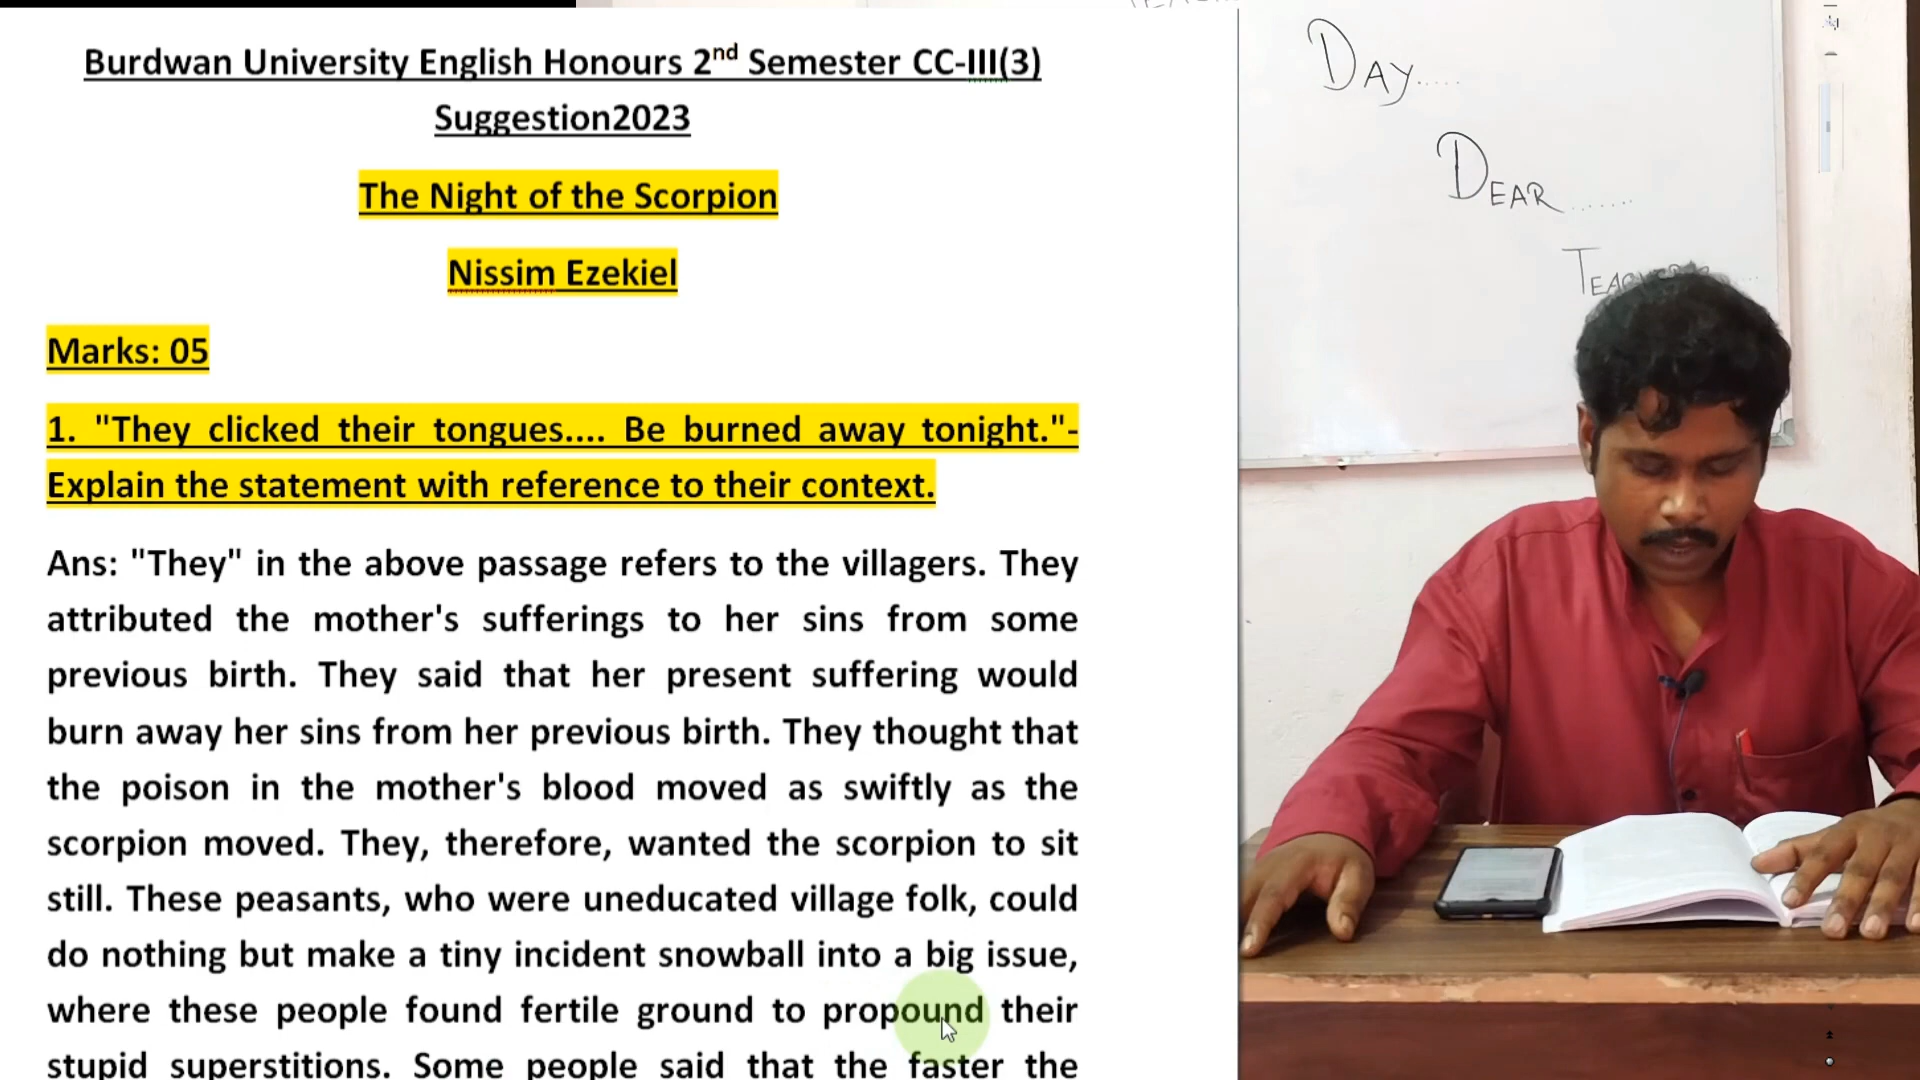 Burdwan University English Honours 2nd Semester CC-III(3)
Suggestion2023
The Night of the Scorpion
Nissim Ezekiel
Marks: 05
1. "They clicked their tongues.... Be burned away tonight."-
Explain the statement with reference to their context.
Ans: "They" in the above passage refers to the villagers. They
attributed the mother's sufferings to her sins from some
previous birth. They said that her present suffering would
burn away her sins from her previous birth. They thought that
the poison in the mother's blood moved as swiftly as the
scorpion moved. They, therefore, wanted the scorpion to sit
still. These peasants, who were uneducated village folk, could
do nothing but make a tiny incident snowball into a big issue,
where these people found fertile ground to propound their
stupid superstitions. Some people said that the faster the
DAY.....
DEAR.......